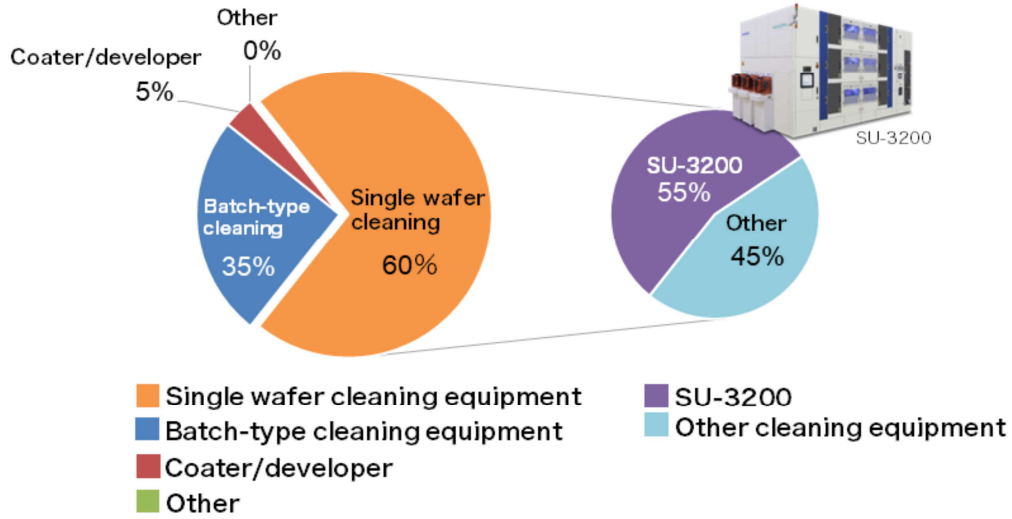 Other
0%
Coater/developer
5%
Batch-type
cleaning
35%
Single wafer
cleaning
60%
SU-3200
55%
Other
45%
SU-3200
Single wafer cleaning equipment
Batch-type cleaning equipment
Coater/developer
Other
SU-3200
Other cleaning equipment